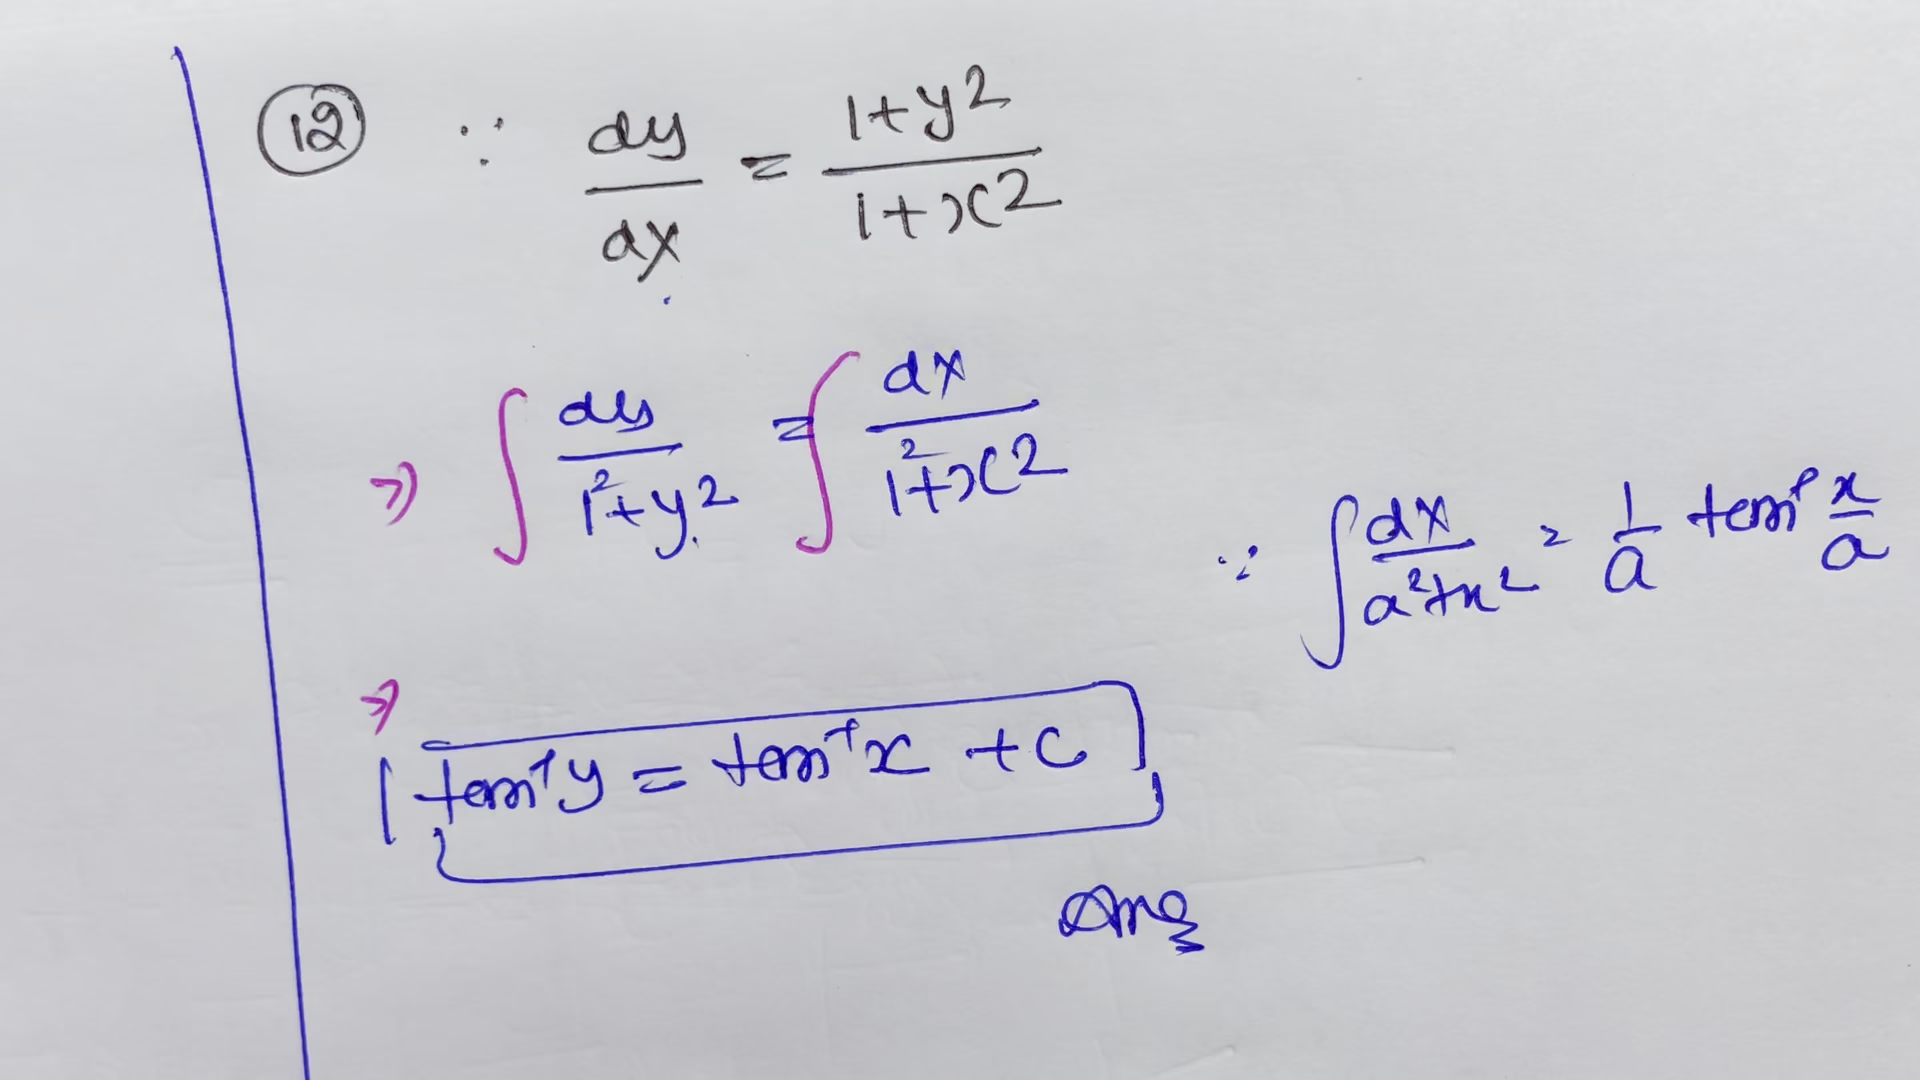 (12) ∵ dy/dx = 1+y²/1+x²
⇒ ∫ dy/1²+y² = ∫ dx/1²+x²
∵ ∫ dx/a²+x² = 1/a tan⁻¹ x/a
⇒ tan⁻¹y = tan⁻¹x + C
Ans